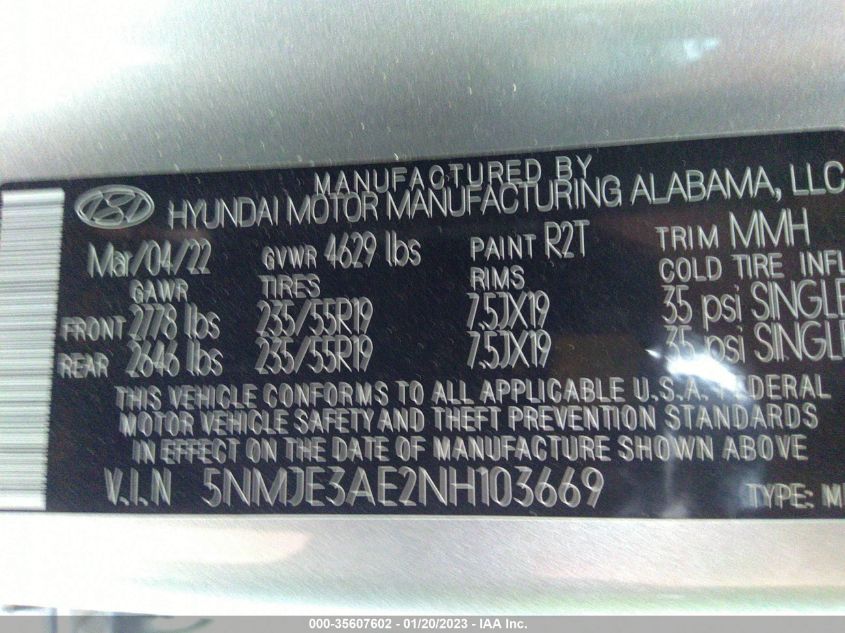 MANUFACTURED BY
HYUNDAI MOTOR MANUFACTURING ALABAMA, LLC
Mar/04/22 GVWR 4629 lbs PAINT R2T TRIM MMH
GAWR TIRES RIMS COLD TIRE INFL
FRONT 2778 lbs 235/55R19 7.5JX19 35 psi SINGLE
REAR 2646 lbs 235/55R19 7.5JX19 35 psi SINGLE
THIS VEHICLE CONFORMS TO ALL APPLICABLE U.S.A. FEDERAL
MOTOR VEHICLE SAFETY AND THEFT PREVENTION STANDARDS
IN EFFECT ON THE DATE OF MANUFACTURE SHOWN ABOVE
V.I.N 5NMJE3AE2NH103669 TYPE:
000-35607602 - 01/20/2023 - IAA Inc.